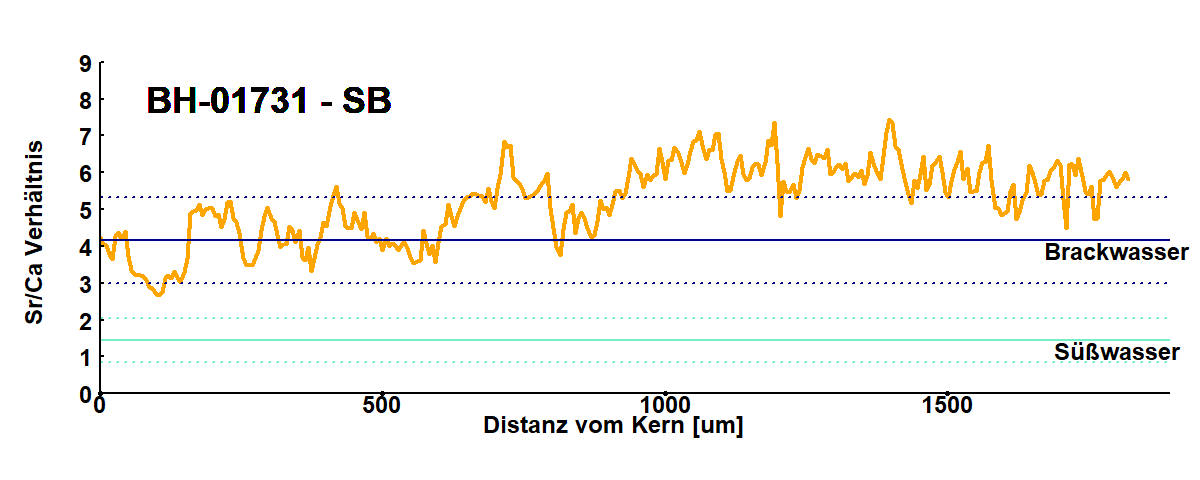 BH-01731 - SB
Sr/Ca Verhältnis
9
8
7
6
5
4
3
2
1
0
Brackwasser
Süßwasser
0 500 1000 1500
Distanz vom Kern [um]